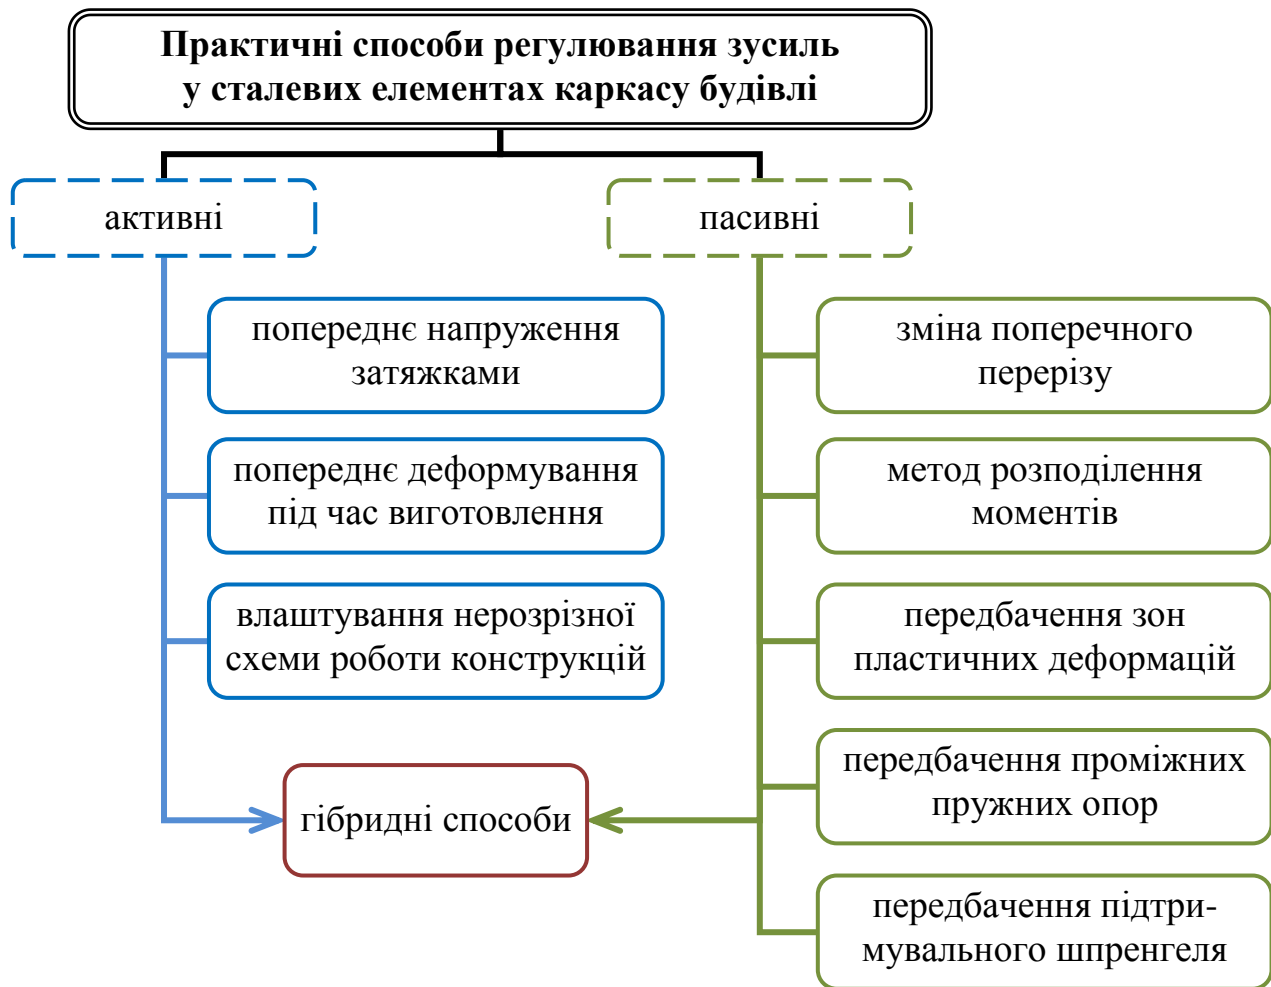 Практичні способи регулювання зусиль
у сталевих елементах каркасу будівлі
активні
пасивні
попереднє напруження
затяжками
попереднє деформування
під час виготовлення
влаштування нерозрізної
схеми роботи конструкцій
гібридні способи
зміна поперечного
перерізу
метод розподілення
моментів
передбачення зон
пластичних деформацій
передбачення проміжних
пружних опор
передбачення підтри-
мувального шпренгеля